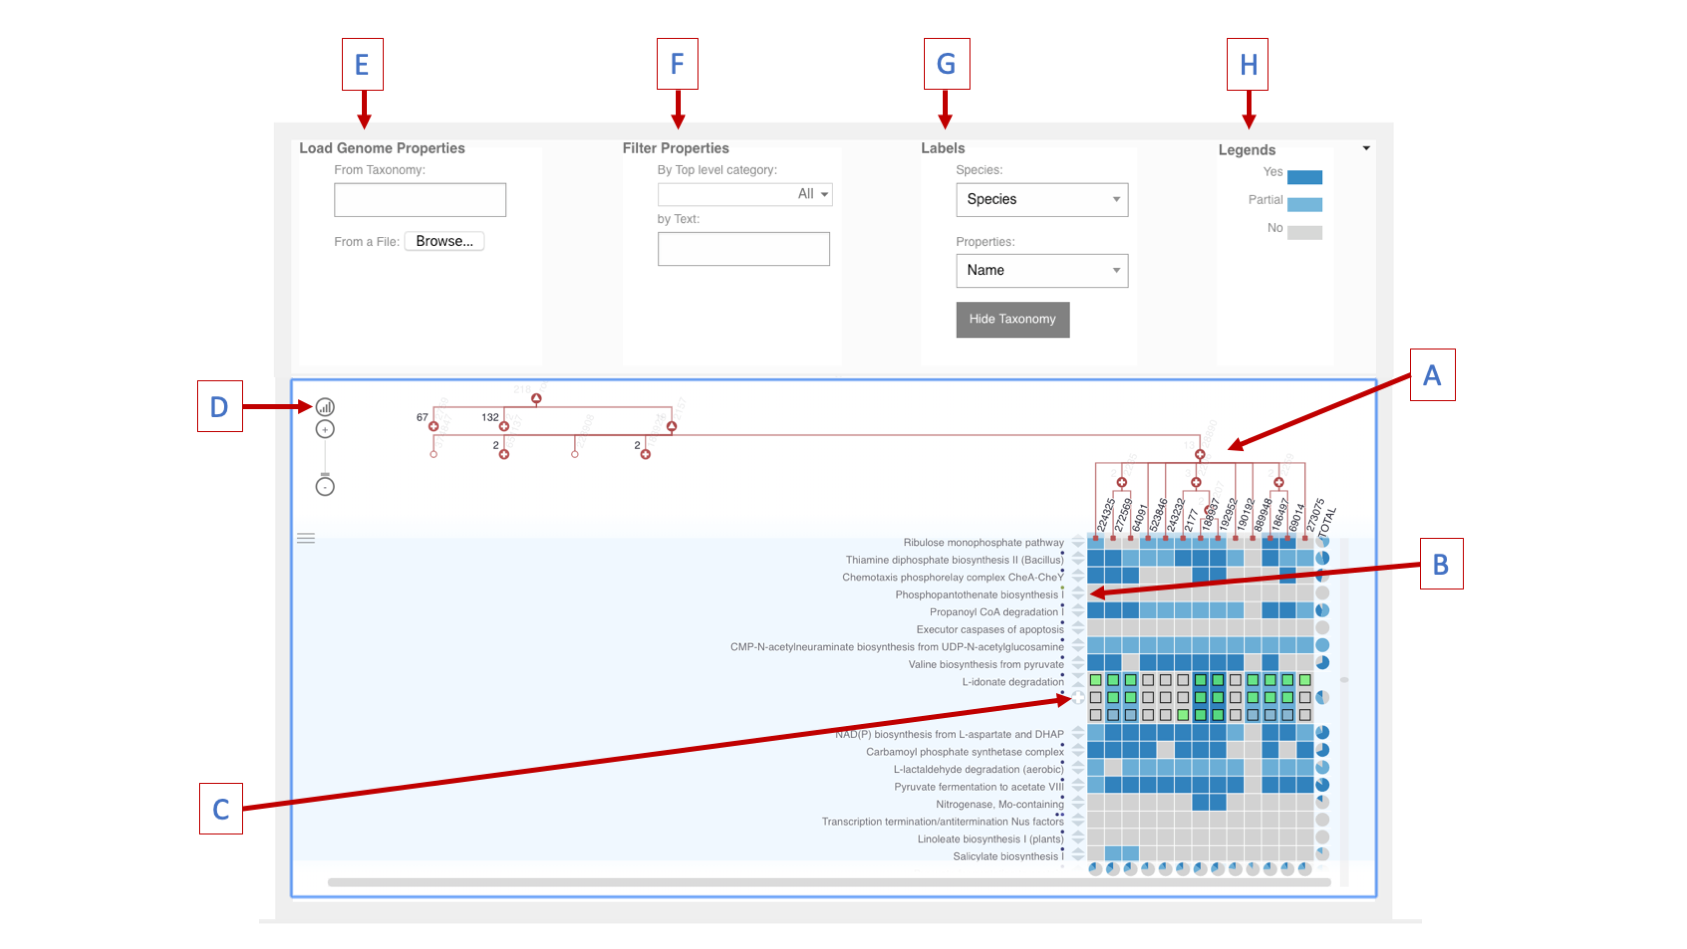 E
F
G
H
Load Genome Properties
From Taxonomy:
From a File: Browse...
Filter Properties
By Top level category:
All
by Text:
Labels
Species:
Species
Properties:
Name
Hide Taxonomy
Legends
Yes
Partial
No
A
D
67
132
2
2
224325
272569
64091
523846
243232
2177
188937
192952
190192
889948
186497
69014
273075
TOTAL
B
Ribulose monophosphate pathway
Thiamine diphosphate biosynthesis II (Bacillus)
Chemotaxis phosphorelay complex CheA-CheY
Phosphopantothenate biosynthesis I
Propanoyl CoA degradation I
Executor caspases of apoptosis
CMP-N-acetylneuraminate biosynthesis from UDP-N-acetylglucosamine
Valine biosynthesis from pyruvate
L-idonate degradation
NAD(P) biosynthesis from L-aspartate and DHAP
Carbamoyl phosphate synthetase complex
L-lactaldehyde degradation (aerobic)
Pyruvate fermentation to acetate VIII
Nitrogenase, Mo-containing
Transcription termination/antitermination Nus factors
Linoleate biosynthesis I (plants)
Salicylate biosynthesis I
C